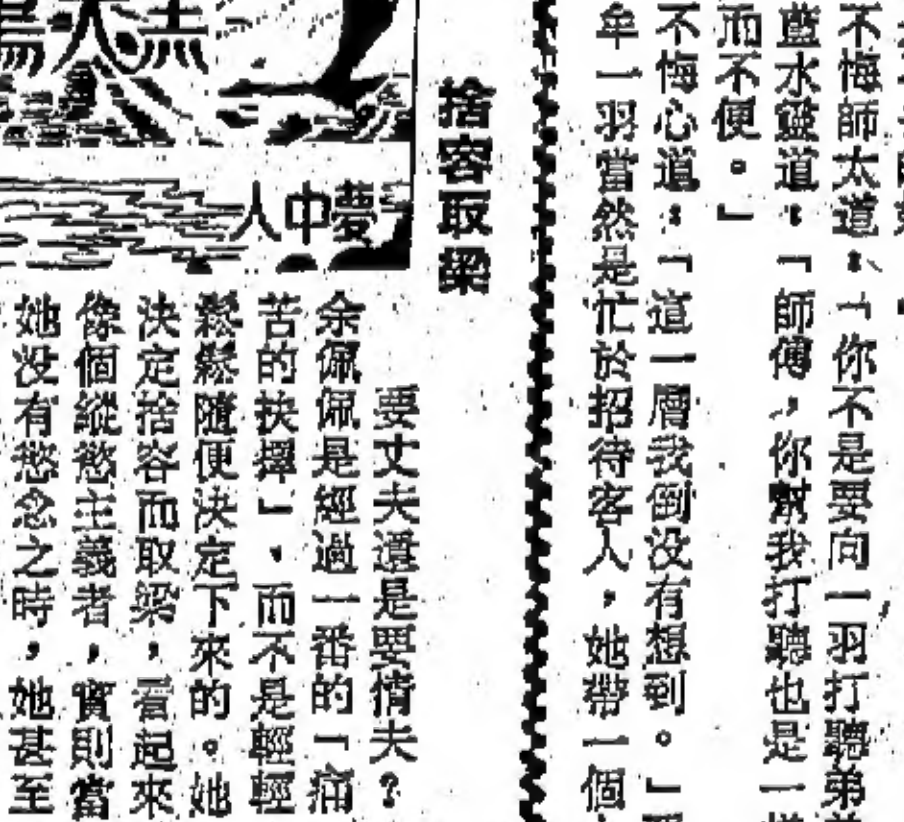 不悔師太道：「你不是要向一羽打聽弟
藍水靈道：「師傅，你幫我打聽也是一
而不便。」
不悔心道：「這一層我倒没有想到。」
牟一羽當然是忙於招待客人，她帶一個
捨容取梁
夢中人
要丈夫還是要情夫？
余佩佩是經過一番的「痛
苦的抉擇」，而不是輕輕
鬆鬆隨便決定下來的。她
決定捨容而取梁，看起來
像個縱慾主義者，實則當
她没有慾念之時，她甚至